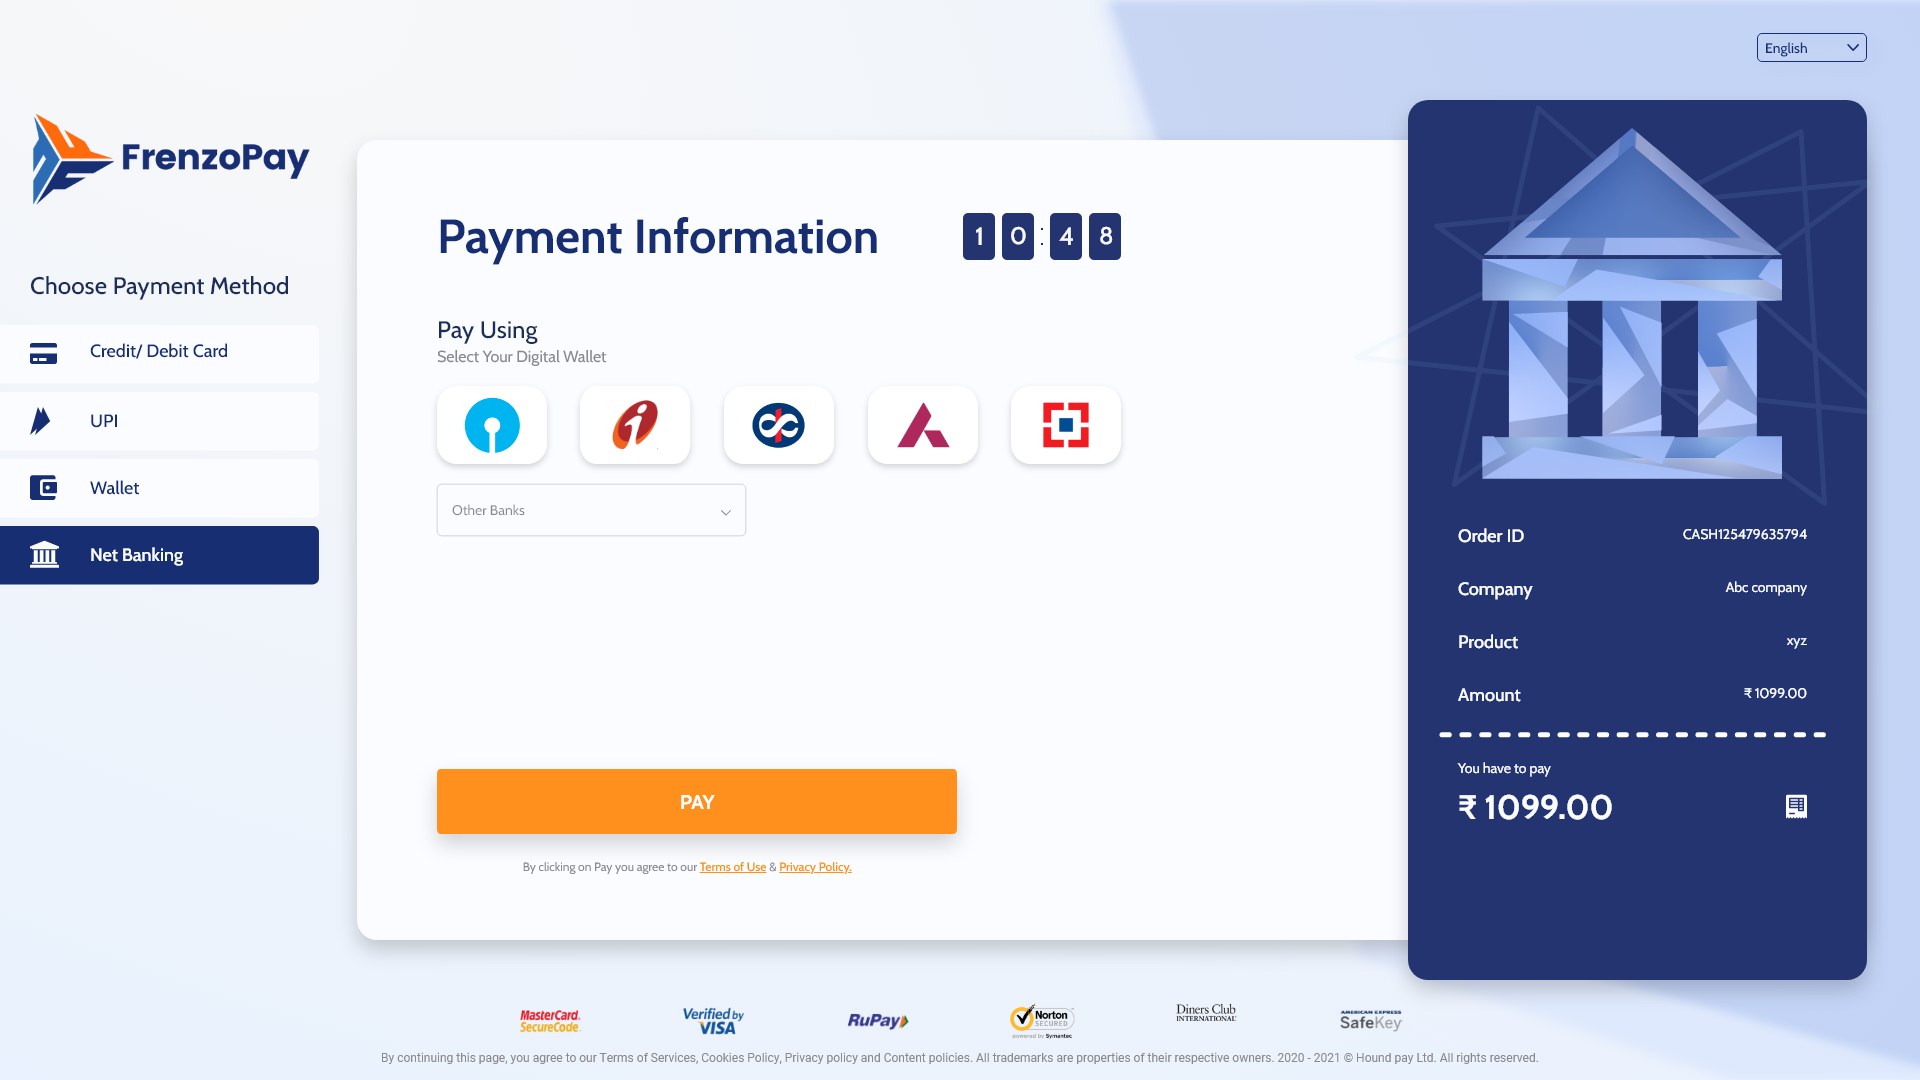 English
FrenzoPay
Choose Payment Method
Credit/ Debit Card
UPI
Wallet
Net Banking
Payment Information
10:48
Pay Using
Select Your Digital Wallet
Other Banks
PAY
By clicking on Pay you agree to our Terms of Use & Privacy Policy.
Order ID CASH125479635794
Company Abc company
Product xyz
Amount ₹ 1099.00
You have to pay
₹ 1099.00
MasterCard.
SecureCode.
Verified by
VISA
RuPay
Norton
SECURED
powered by Symantec
Diners Club
INTERNATIONAL
AMERICAN EXPRESS
SafeKey
By continuing this page, you agree to our Terms of Services, Cookies Policy, Privacy policy and Content policies. All trademarks are properties of their respective owners. 2020 - 2021 © Hound pay Ltd. All rights reserved.